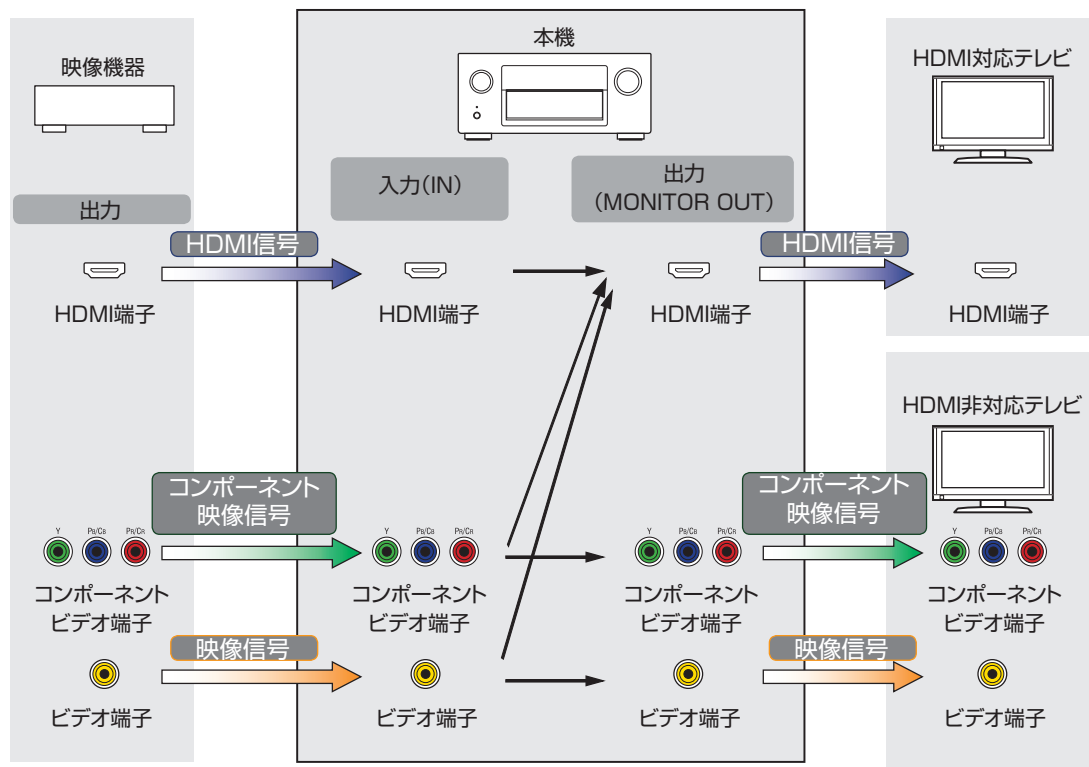 映像機器
本機
HDMI対応テレビ
出力
入力(IN)
出力
(MONITOR OUT)
HDMI信号
HDMI信号
HDMI端子
HDMI端子
HDMI端子
HDMI端子
HDMI非対応テレビ
コンポーネント
映像信号
コンポーネント
映像信号
Y PB/CB PR/CR
Y PB/CB PR/CR
Y PB/CB PR/CR
Y PB/CB PR/CR
コンポーネント
ビデオ端子
コンポーネント
ビデオ端子
コンポーネント
ビデオ端子
コンポーネント
ビデオ端子
映像信号
映像信号
ビデオ端子
ビデオ端子
ビデオ端子
ビデオ端子